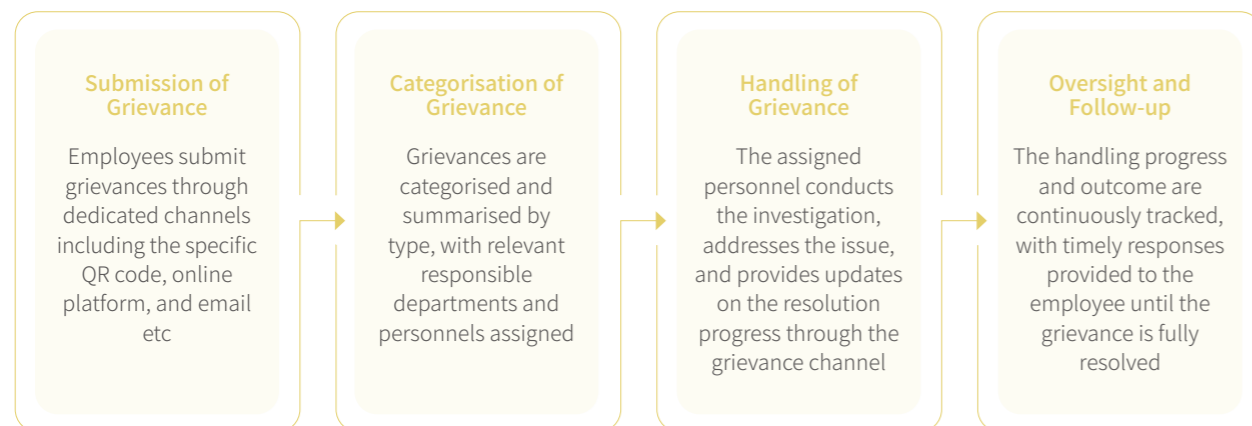 Submission of
Grievance
Employees submit
grievances through
dedicated channels
including the specific
QR code, online
platform, and email
etc
Categorisation of
Grievance
Grievances are
categorised and
summarised by
type, with relevant
responsible
departments and
personnels assigned
Handling of
Grievance
The assigned
personnel conducts
the investigation,
addresses the issue,
and provides updates
on the resolution
progress through the
grievance channel
Oversight and
Follow-up
The handling progress
and outcome are
continuously tracked,
with timely responses
provided to the
employee until the
grievance is fully
resolved